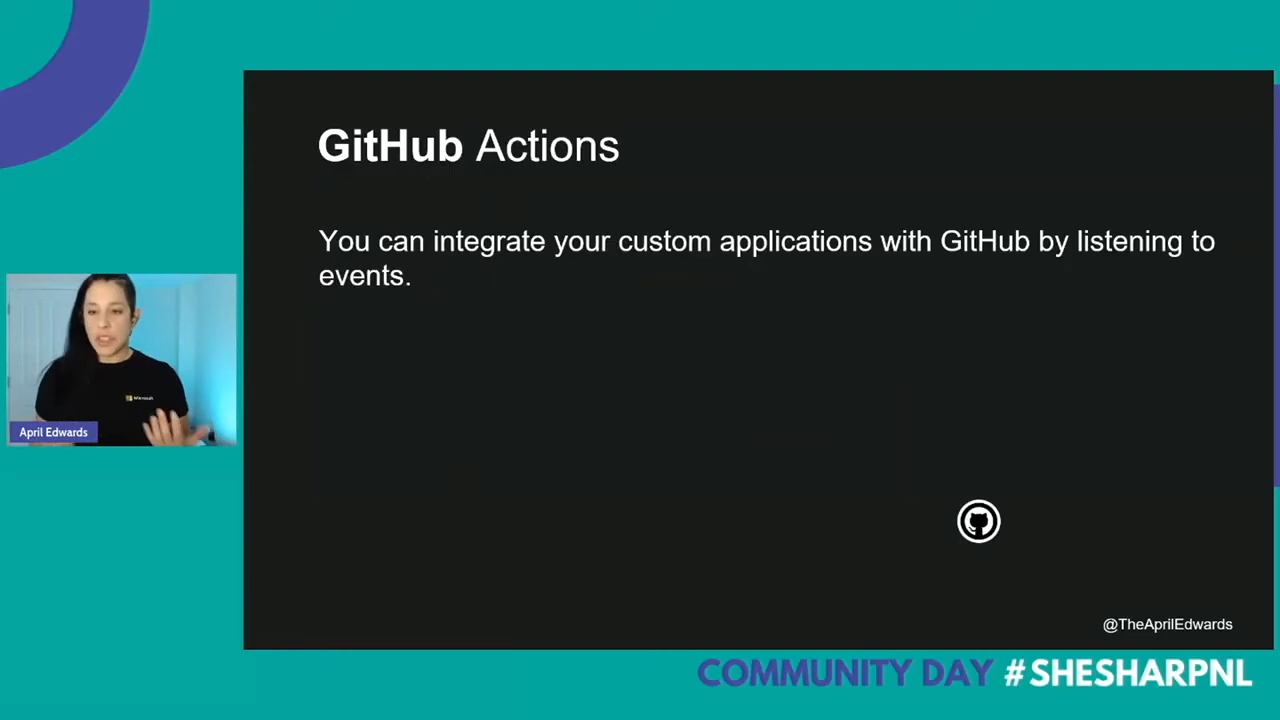 GitHub Actions
You can integrate your custom applications with GitHub by listening to
events.
Microsoft
April Edwards
@TheAprilEdwards
COMMUNITY DAY #SHESHARPNL